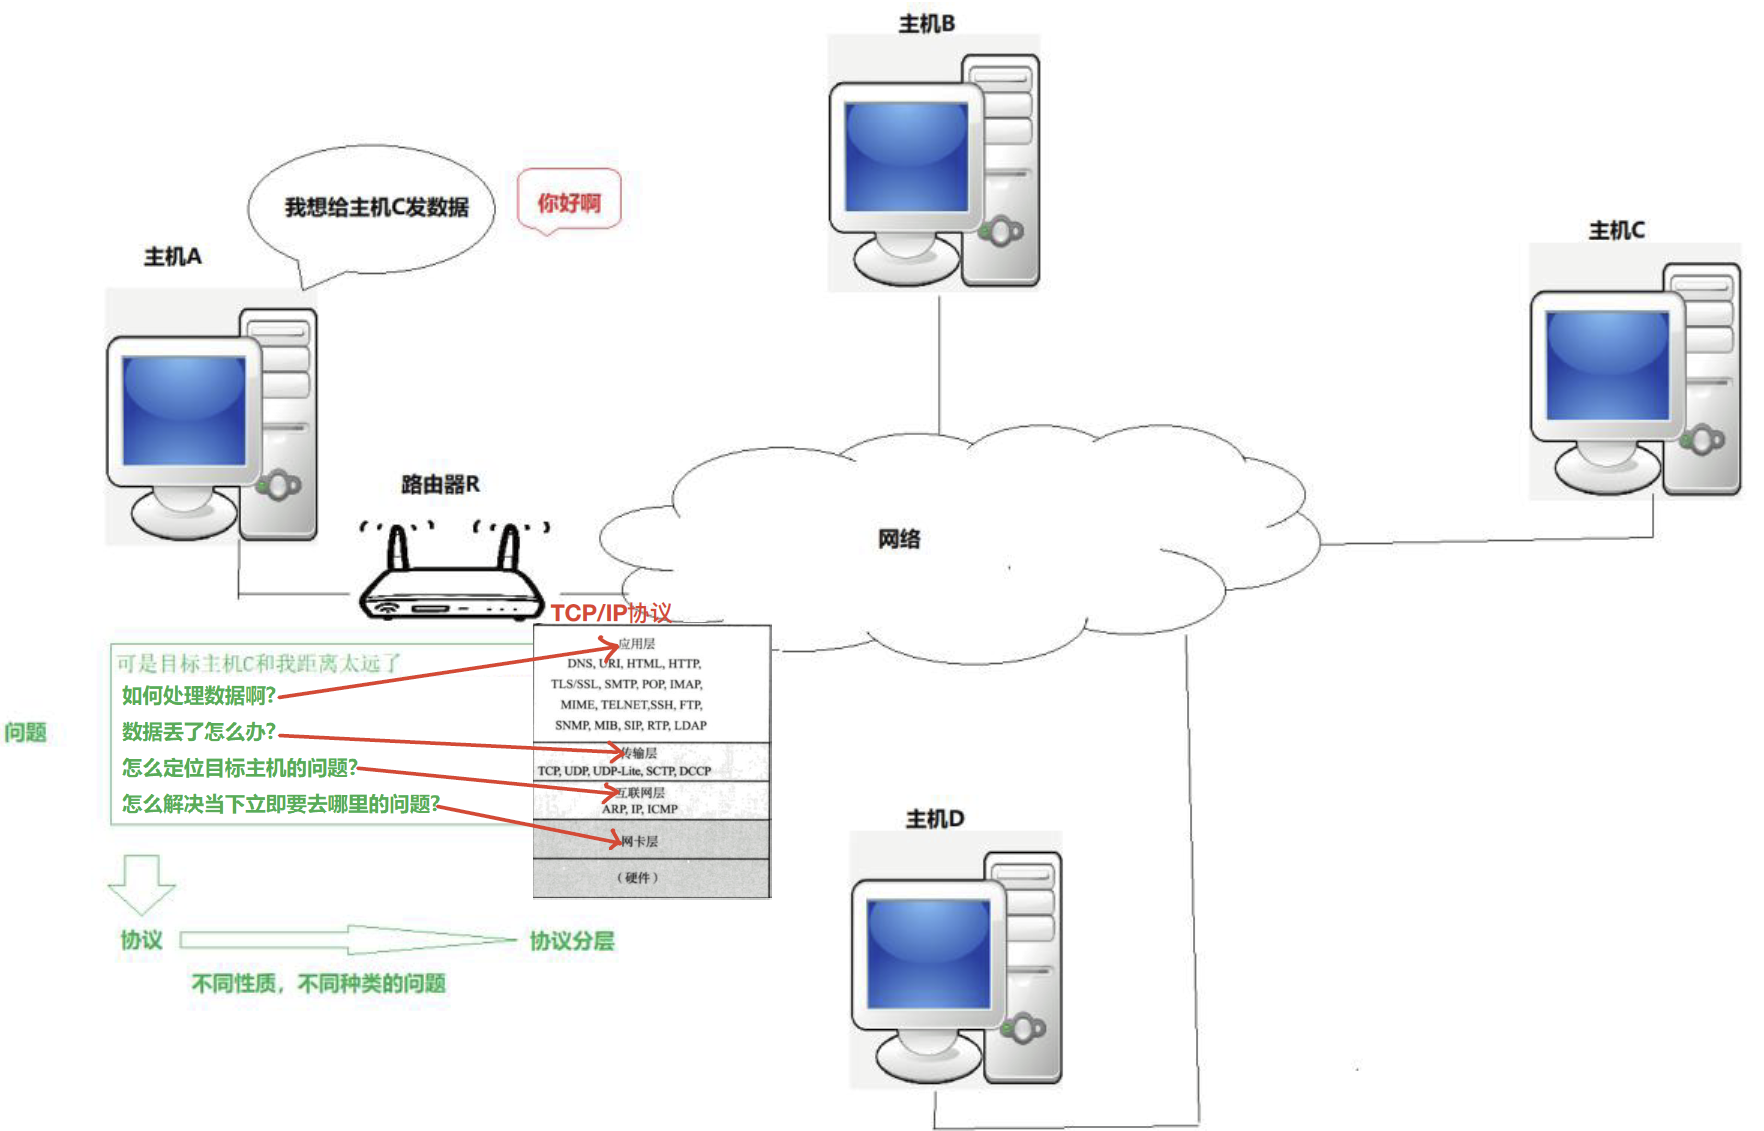 主机B
我想给主机C发数据
你好啊
主机C
主机A
路由器R
网络
TCP/IP协议
可是目标主机C和我距离太远了
如何处理数据啊?
数据丢了怎么办?
怎么定位目标主机的问题?
怎么解决当下立即要去哪里的问题?
问题
应用层
DNS, URI, HTML, HTTP,
TLS/SSL, SMTP, POP, IMAP,
MIME, TELNET,SSH, FTP,
SNMP, MIB, SIP, RTP, LDAP
传输层
TCP, UDP, UDP-Lite, SCTP, DCCP
互联网层
ARP, IP, ICMP
网卡层
（硬件）
主机D
协议
协议分层
不同性质，不同种类的问题